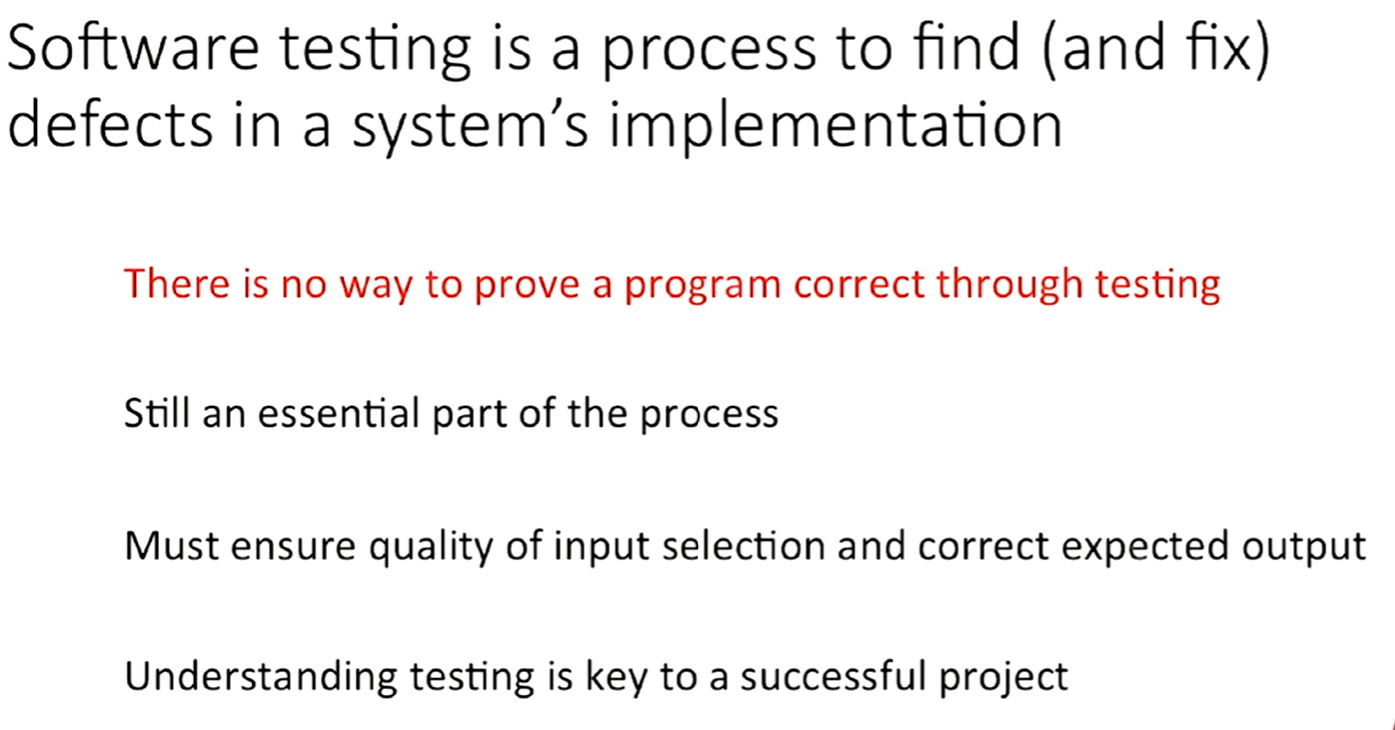 Software testing is a process to find (and fix)
defects in a system’s implementation
There is no way to prove a program correct through testing
Still an essential part of the process
Must ensure quality of input selection and correct expected output
Understanding testing is key to a successful project